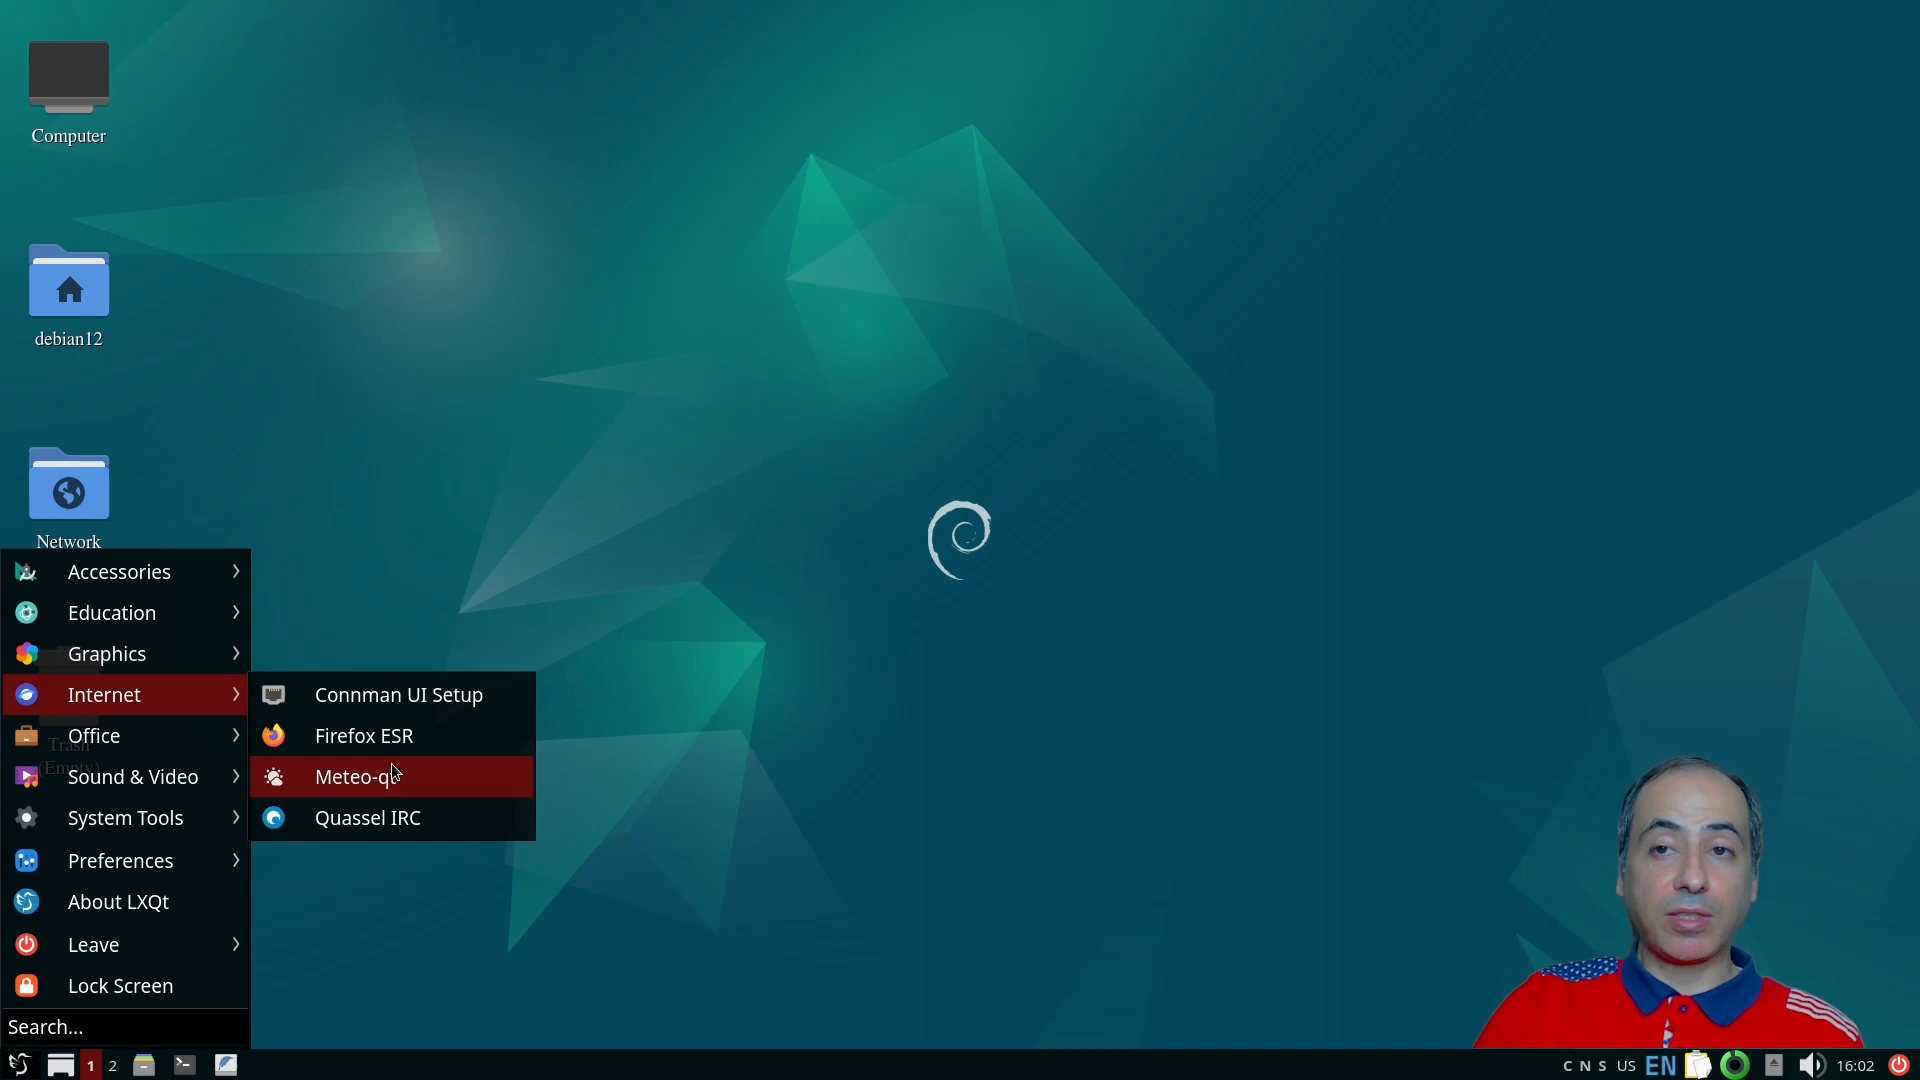 Computer
debian12
Network
Trash
(Empty)
Accessories
Education
Graphics
Internet
Office
Sound & Video
System Tools
Preferences
About LXQt
Leave
Lock Screen
Search...
Connman UI Setup
Firefox ESR
Meteo-qt
Quassel IRC
1 2
C N S US EN 16:02